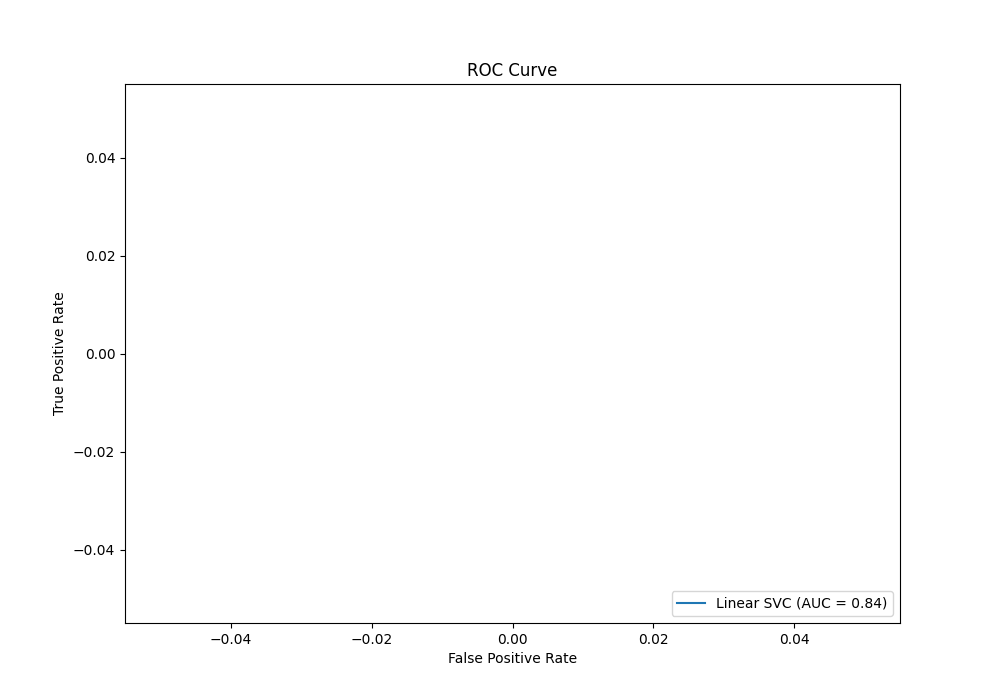 ROC Curve
True Positive Rate
0.04
0.02
0.00
−0.02
−0.04
Linear SVC (AUC = 0.84)
−0.04 −0.02 0.00 0.02 0.04
False Positive Rate